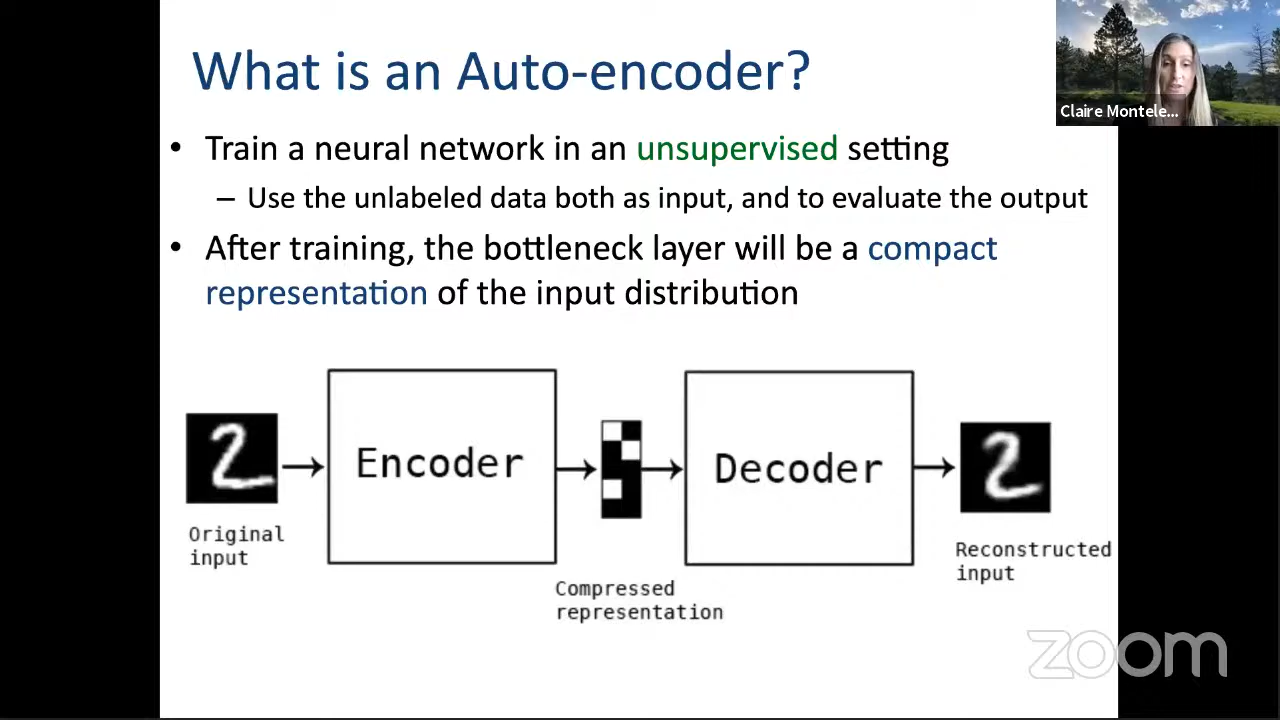 What is an Auto-encoder?
Claire Montele...
• Train a neural network in an unsupervised setting
– Use the unlabeled data both as input, and to evaluate the output
• After training, the bottleneck layer will be a compact
representation of the input distribution
Encoder
Decoder
Original
input
Compressed
representation
Reconstructed
input
zoom